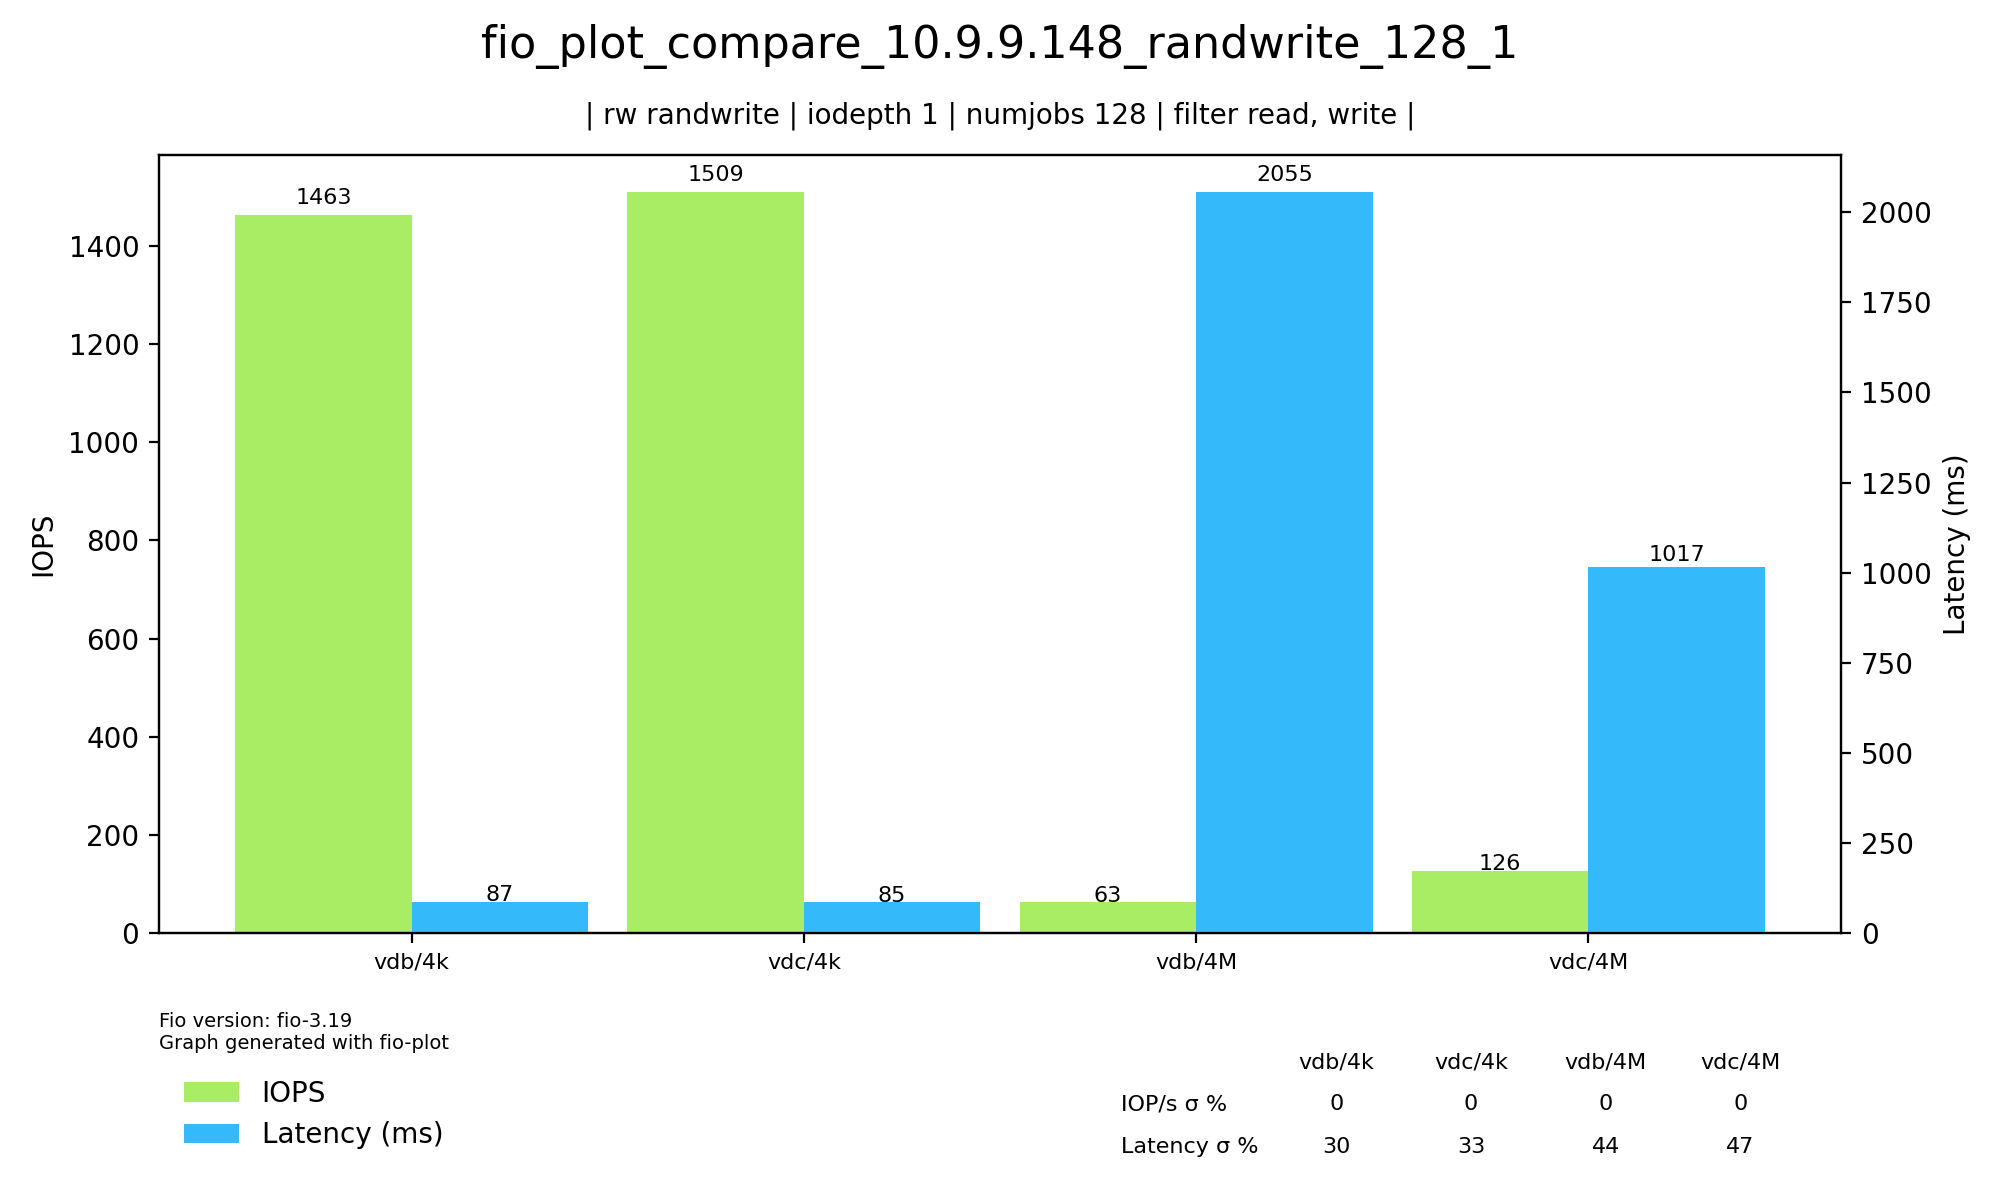 fio_plot_compare_10.9.9.148_randwrite_128_1
| rw randwrite | iodepth 1 | numjobs 128 | filter read, write |
1463
1509
2055
1400
2000
1200
1750
1000
1500
IOPS
800
1250
Latency (ms)
1017
600
1000
400
750
200
500
126
250
87
85
63
0
0
vdb/4k
vdc/4k
vdb/4M
vdc/4M
Fio version: fio-3.19
Graph generated with fio-plot
IOPS
Latency (ms)
vdb/4k vdc/4k vdb/4M vdc/4M
IOP/s σ % 0 0 0 0
Latency σ % 30 33 44 47